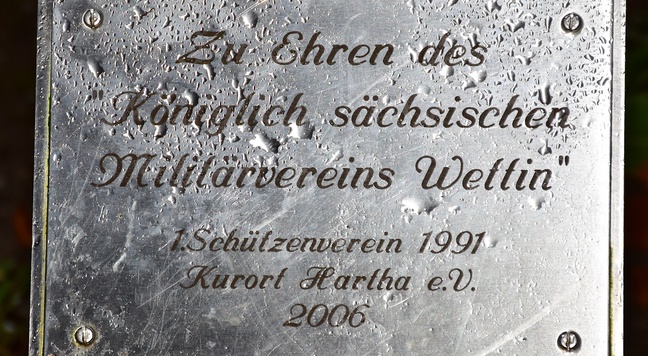 Zu Ehren des
"Königlich sächsischen
Militärvereins Wettin"
1.Schützenverein 1991
Kurort Hartha e.V.
2006